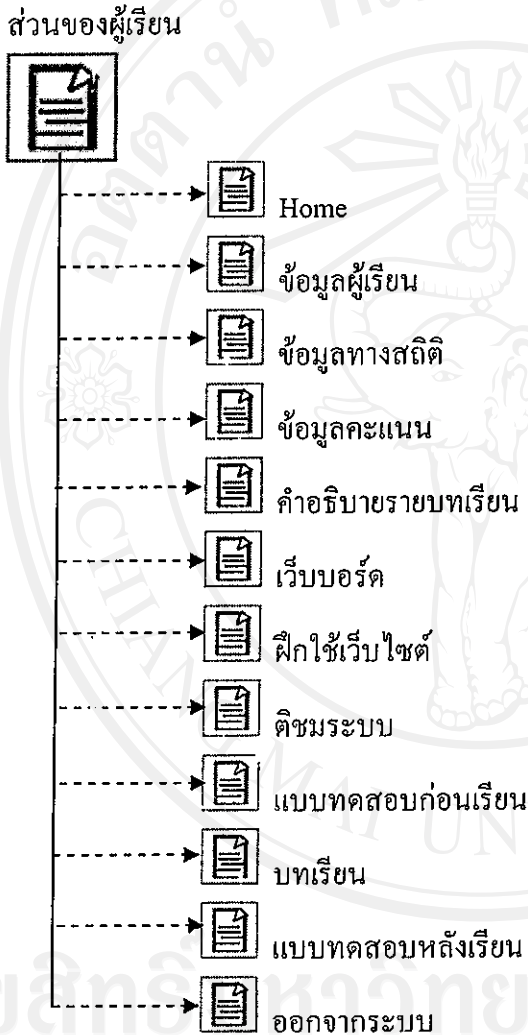 ส่วนของผู้เรียน
Home
ข้อมูลผู้เรียน
ข้อมูลทางสถิติ
ข้อมูลคะแนน
คำอธิบายรายบทเรียน
เว็บบอร์ด
ฝึกใช้เว็บไซต์
ติชมระบบ
แบบทดสอบก่อนเรียน
บทเรียน
แบบทดสอบหลังเรียน
ออกจากระบบ